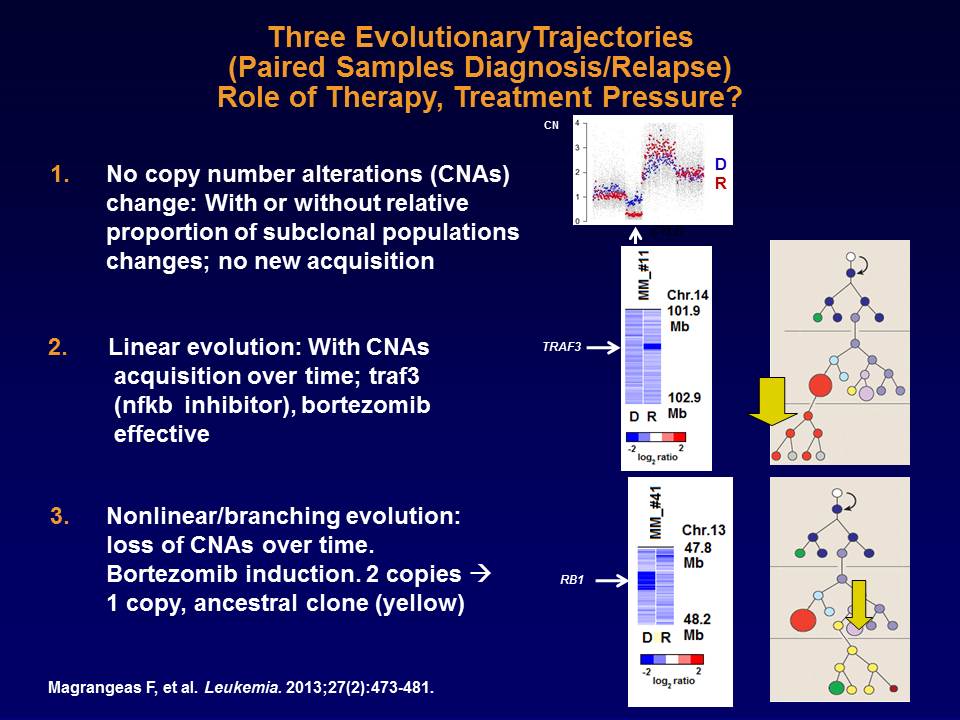 Three EvolutionaryTrajectories
(Paired Samples Diagnosis/Relapse)
Role of Therapy, Treatment Pressure?
1. No copy number alterations (CNAs)
change: With or without relative
proportion of subclonal populations
changes; no new acquisition
2. Linear evolution: With CNAs
acquisition over time; traf3
(nfkb inhibitor), bortezomib
effective
3. Nonlinear/branching evolution:
loss of CNAs over time.
Bortezomib induction. 2 copies →
1 copy, ancestral clone (yellow)
CN
4
3
2
1
0
D
R
MM_#11
Chr.14
101.9
Mb
TRAF3
102.9
Mb
D R
-2 2
log2 ratio
MM_#41
Chr.13
47.8
Mb
RB1
48.2
Mb
D R
-2 2
log2 ratio
Magrangeas F, et al. Leukemia. 2013;27(2):473-481.